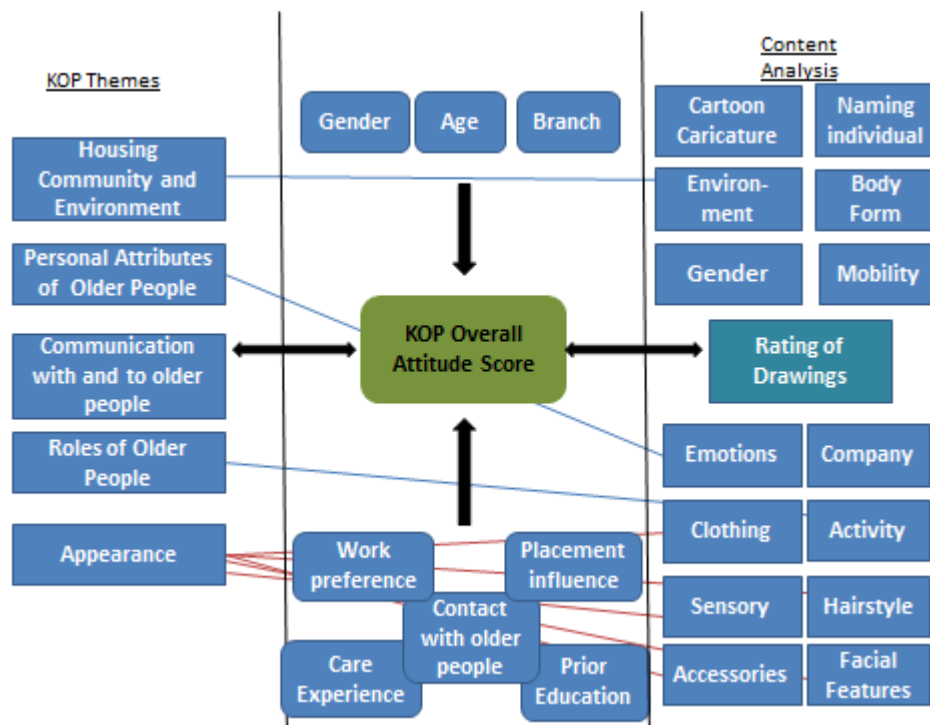 KOP Themes
Housing
Community and
Environment
Personal Attributes
of Older People
Communication
with and to older
people
Roles of Older
People
Appearance
Gender
Age
Branch
KOP Overall
Attitude Score
Work
preference
Placement
influence
Contact
with older
people
Care
Experience
Prior
Education
Content
Analysis
Cartoon
Caricature
Naming
individual
Environ-
ment
Body
Form
Gender
Mobility
Rating of
Drawings
Emotions
Company
Clothing
Activity
Sensory
Hairstyle
Accessories
Facial
Features